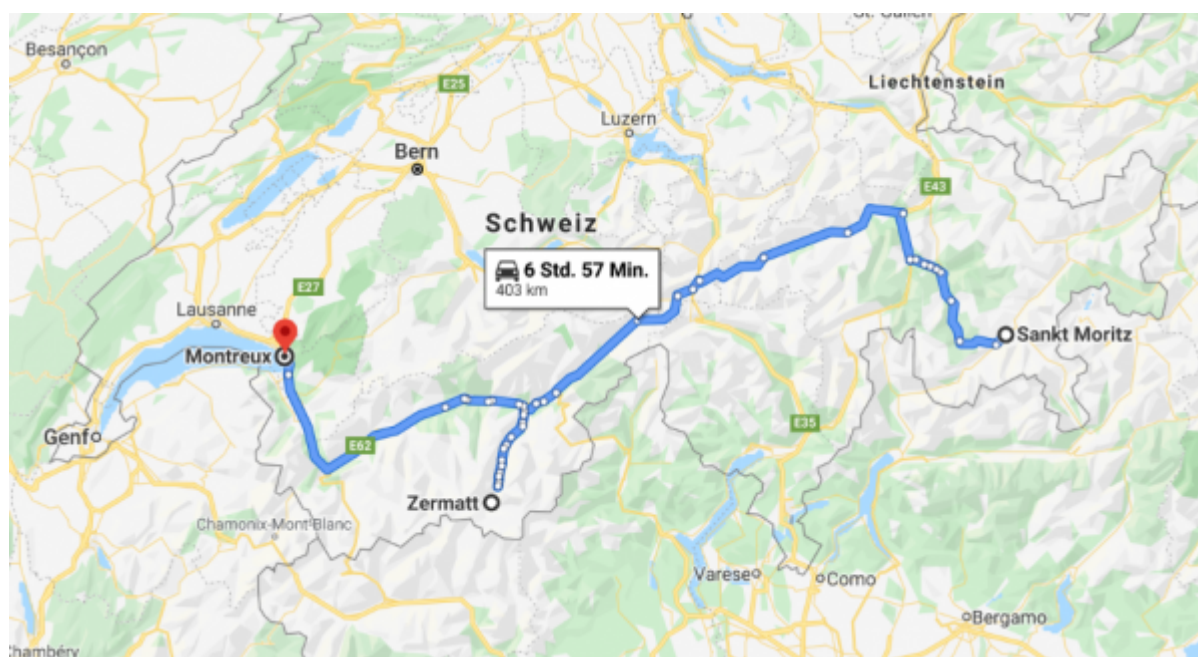 St. Gallen
Besançon
Liechtenstein
E25
Luzern
Bern
E43
Schweiz
6 Std. 57 Min.
403 km
E27
Lausanne
Montreux
Sankt Moritz
Genf
E62
E35
Zermatt
Chamonix-Mont-Blanc
Varese
Como
Bergamo